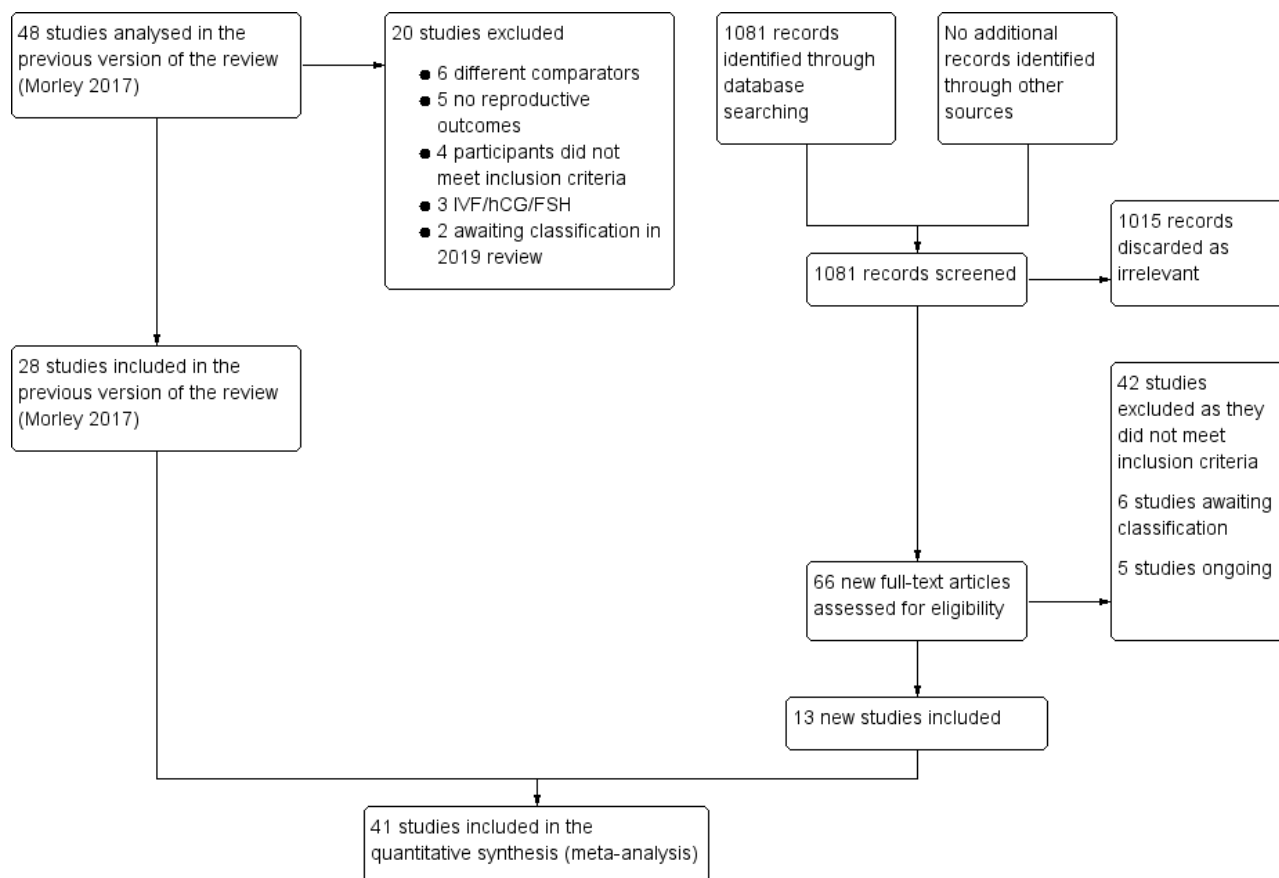 48 studies analysed in the
previous version of the review
(Morley 2017)
20 studies excluded
● 6 different comparators
● 5 no reproductive
outcomes
● 4 participants did not
meet inclusion criteria
● 3 IVF/hCG/FSH
● 2 awaiting classification in
2019 review
1081 records
identified through
database
searching
No additional
records identified
through other
sources
1081 records screened
1015 records
discarded as
irrelevant
28 studies included in the
previous version of the review
(Morley 2017)
42 studies
excluded as they
did not meet
inclusion criteria
6 studies awaiting
classification
5 studies ongoing
66 new full-text articles
assessed for eligibility
13 new studies included
41 studies included in the
quantitative synthesis (meta-analysis)